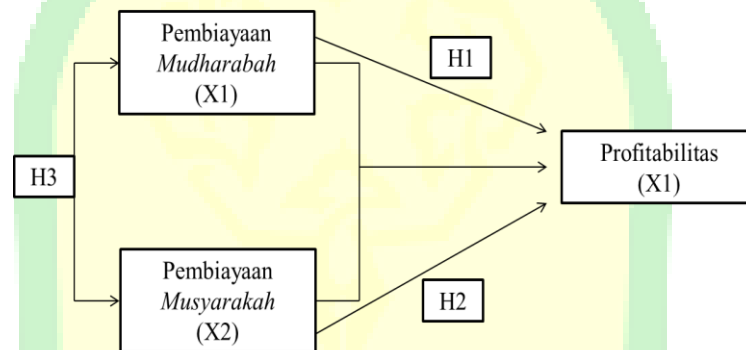 Pembiayaan
Mudharabah
(X1)
H1
Profitabilitas
(X1)
H3
Pembiayaan
Musyarakah
(X2)
H2